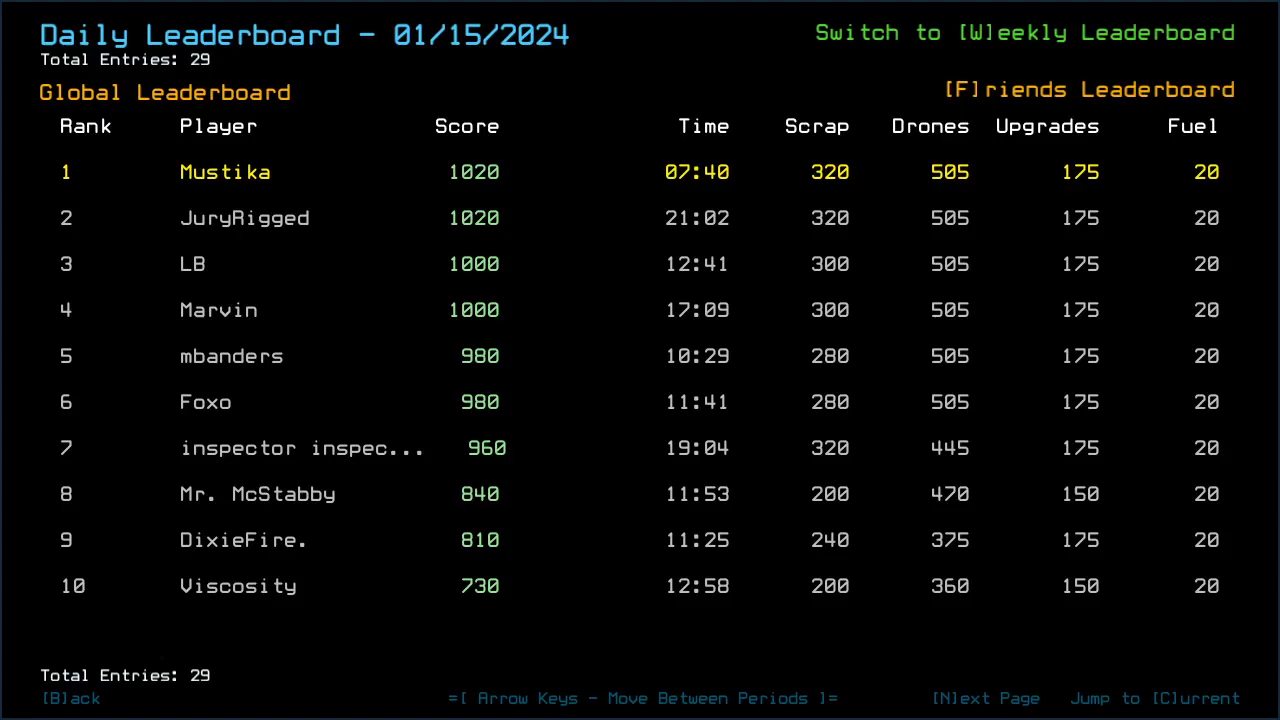 Daily Leaderboard - 01/15/2024 Switch to [W]eekly Leaderboard
Total Entries: 29
Global Leaderboard [F]riends Leaderboard
Rank Player Score Time Scrap Drones Upgrades Fuel
1 Mustika 1020 07:40 320 505 175 20
2 JuryRigged 1020 21:02 320 505 175 20
3 LB 1000 12:41 300 505 175 20
4 Marvin 1000 17:09 300 505 175 20
5 mbanders 980 10:29 280 505 175 20
6 Foxo 980 11:41 280 505 175 20
7 inspector inspec... 960 19:04 320 445 175 20
8 Mr. McStabby 840 11:53 200 470 150 20
9 DixieFire. 810 11:25 240 375 175 20
10 Viscosity 730 12:58 200 360 150 20
Total Entries: 29
[B]ack =[ Arrow Keys - Move Between Periods ]= [N]ext Page Jump to [C]urrent